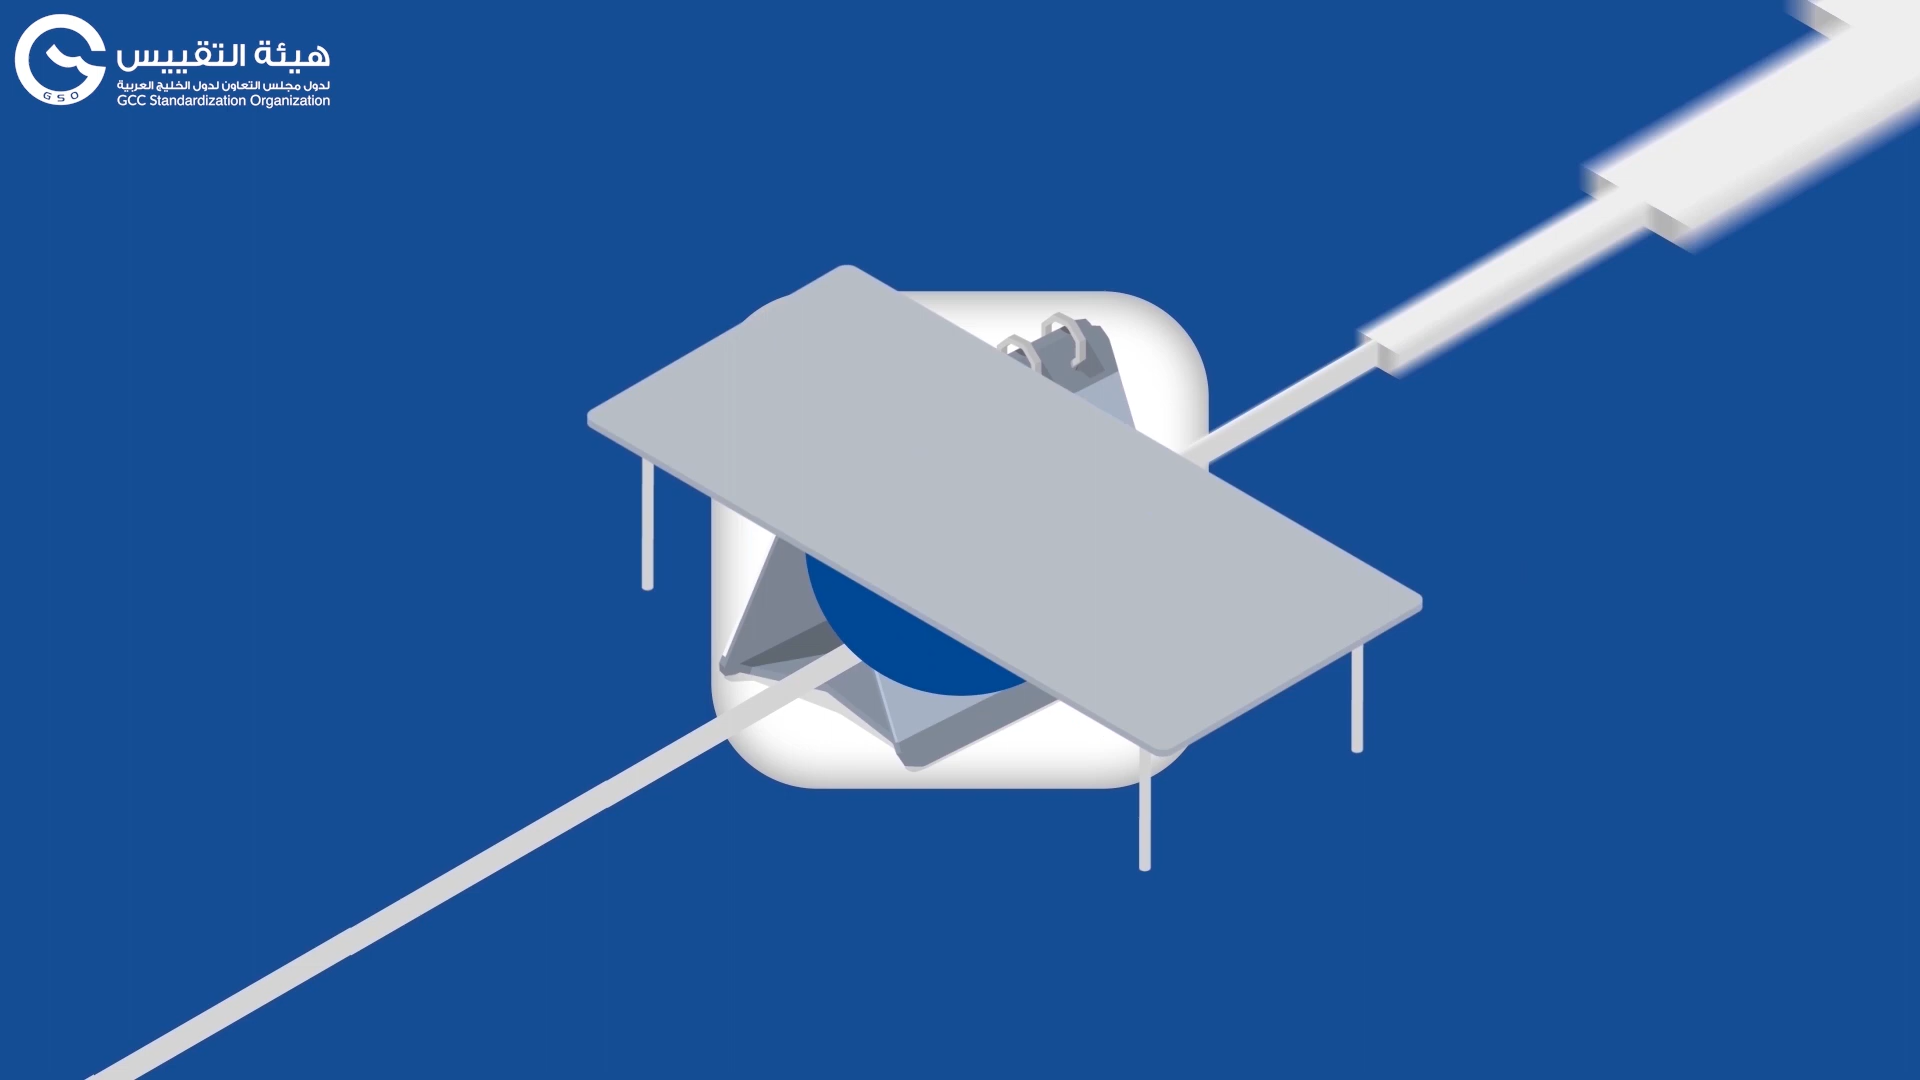 هيئة التقييس
لدول مجلس التعاون لدول الخليج العربية
GCC Standardization Organization
GSO